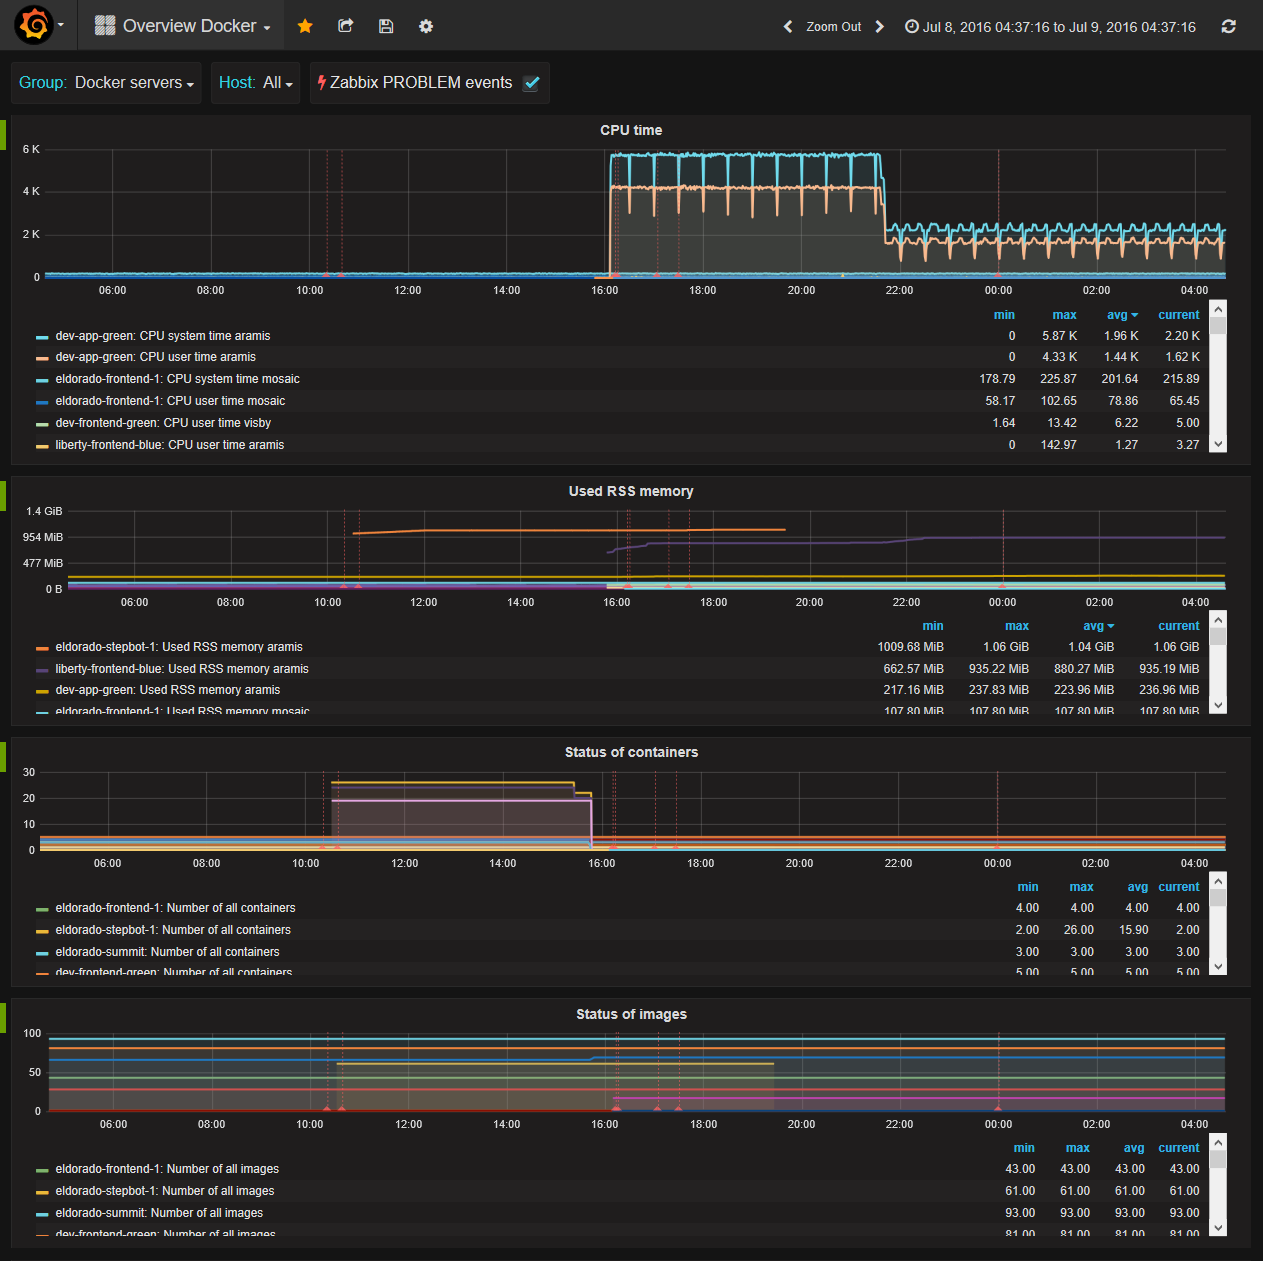 Overview Docker
Zoom Out
Jul 8, 2016 04:37:16 to Jul 9, 2016 04:37:16
Group: Docker servers
Host: All
Zabbix PROBLEM events
CPU time
6 K
4 K
2 K
0
06:00 08:00 10:00 12:00 14:00 16:00 18:00 20:00 22:00 00:00 02:00 04:00
min max avg current
dev-app-green: CPU system time aramis 0 5.87 K 1.96 K 2.20 K
dev-app-green: CPU user time aramis 0 4.33 K 1.44 K 1.62 K
eldorado-frontend-1: CPU system time mosaic 178.79 225.87 201.64 215.89
eldorado-frontend-1: CPU user time mosaic 58.17 102.65 78.86 65.45
dev-frontend-green: CPU user time visby 1.64 13.42 6.22 5.00
liberty-frontend-blue: CPU user time aramis 0 142.97 1.27 3.27
Used RSS memory
1.4 GiB
954 MiB
477 MiB
0 B
06:00 08:00 10:00 12:00 14:00 16:00 18:00 20:00 22:00 00:00 02:00 04:00
min max avg current
eldorado-stepbot-1: Used RSS memory aramis 1009.68 MiB 1.06 GiB 1.04 GiB 1.06 GiB
liberty-frontend-blue: Used RSS memory aramis 662.57 MiB 935.22 MiB 880.27 MiB 935.19 MiB
dev-app-green: Used RSS memory aramis 217.16 MiB 237.83 MiB 223.96 MiB 236.96 MiB
eldorado-frontend-1: Used RSS memory mosaic 107.80 MiB 107.80 MiB 107.80 MiB 107.80 MiB
Status of containers
30
20
10
0
06:00 08:00 10:00 12:00 14:00 16:00 18:00 20:00 22:00 00:00 02:00 04:00
min max avg current
eldorado-frontend-1: Number of all containers 4.00 4.00 4.00 4.00
eldorado-stepbot-1: Number of all containers 2.00 26.00 15.90 2.00
eldorado-summit: Number of all containers 3.00 3.00 3.00 3.00
dev-frontend-green: Number of all containers 5.00 5.00 5.00 5.00
Status of images
100
50
0
06:00 08:00 10:00 12:00 14:00 16:00 18:00 20:00 22:00 00:00 02:00 04:00
min max avg current
eldorado-frontend-1: Number of all images 43.00 43.00 43.00 43.00
eldorado-stepbot-1: Number of all images 61.00 61.00 61.00 61.00
eldorado-summit: Number of all images 93.00 93.00 93.00 93.00
dev-frontend-green: Number of all images 81.00 81.00 81.00 81.00